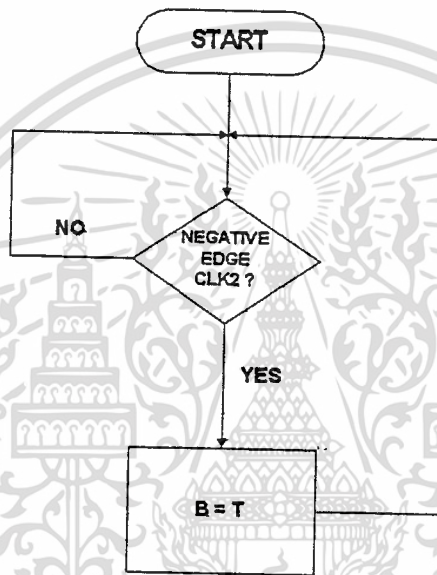 START
NO
NEGATIVE
EDGE
CLK2 ?
YES
B = T